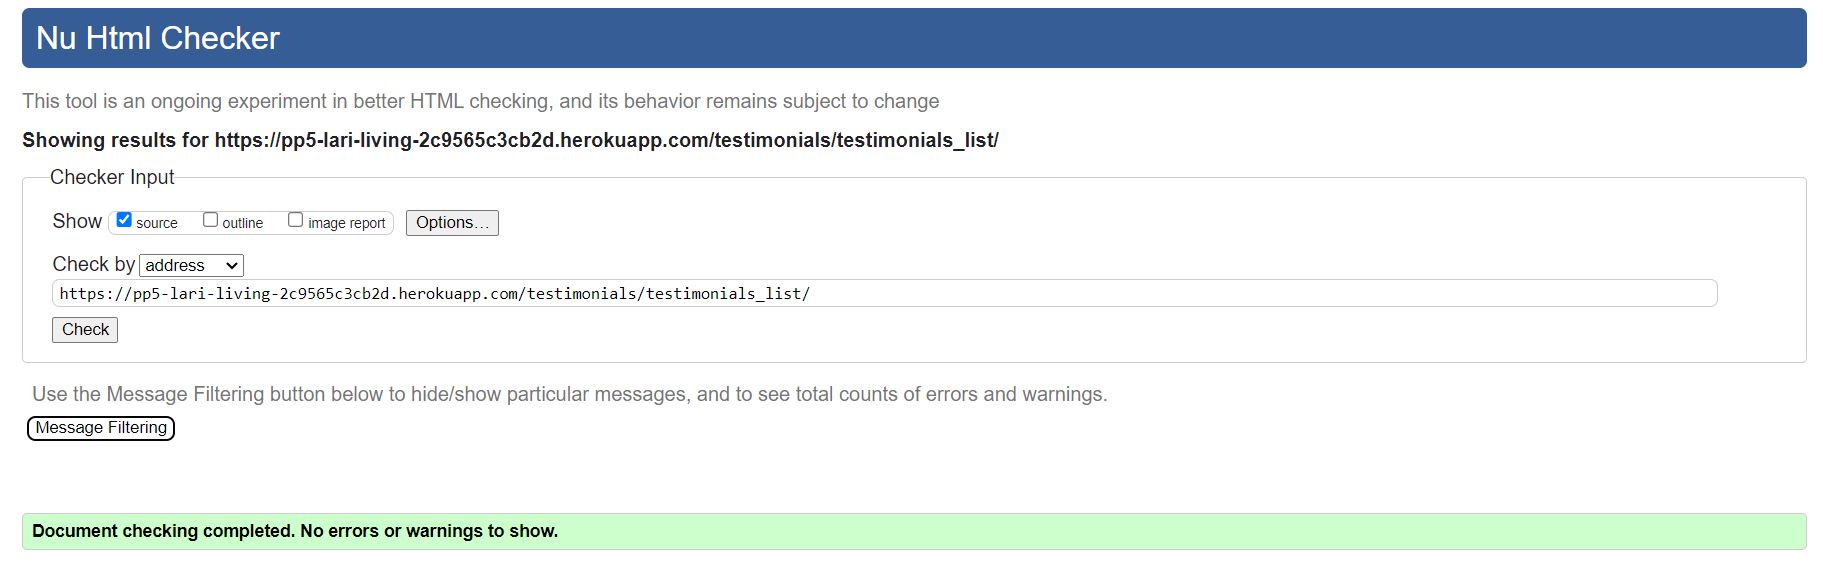 Nu Html Checker
This tool is an ongoing experiment in better HTML checking, and its behavior remains subject to change
Showing results for https://pp5-lari-living-2c9565c3cb2d.herokuapp.com/testimonials/testimonials_list/
Checker Input
Show source outline image report Options...
Check by address
https://pp5-lari-living-2c9565c3cb2d.herokuapp.com/testimonials/testimonials_list/
Check
Use the Message Filtering button below to hide/show particular messages, and to see total counts of errors and warnings.
Message Filtering
Document checking completed. No errors or warnings to show.